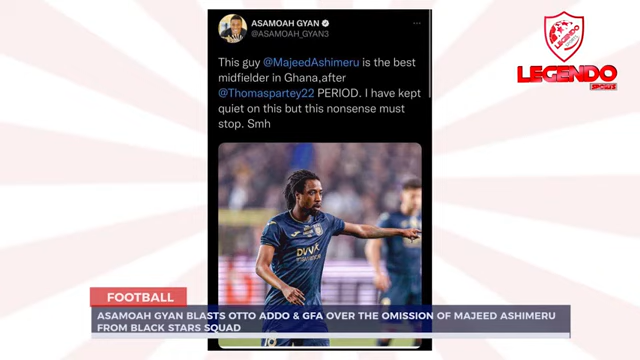 ASAMOAH GYAN
@ASAMOAH_GYAN3
This guy @MajeedAshimeru is the best
midfielder in Ghana,after
@Thomaspartey22 PERIOD. I have kept
quiet on this but this nonsense must
stop. Smh
LEGENDO
SPORTS
FOOTBALL
ASAMOAH GYAN BLASTS OTTO ADDO & GFA OVER THE OMISSION OF MAJEED ASHIMERU
FROM BLACK STARS SQUAD